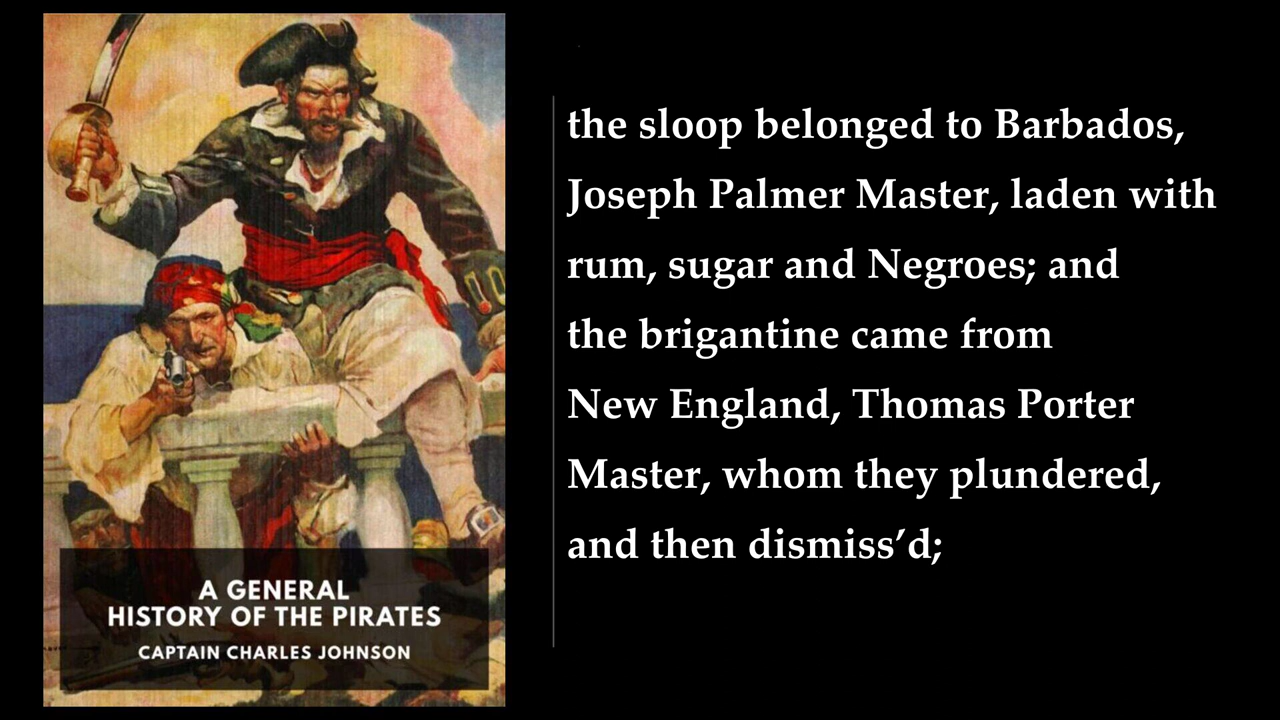 the sloop belonged to Barbados,
Joseph Palmer Master, laden with
rum, sugar and Negroes; and
the brigantine came from
New England, Thomas Porter
Master, whom they plundered,
and then dismiss’d;
A GENERAL
HISTORY OF THE PIRATES
CAPTAIN CHARLES JOHNSON